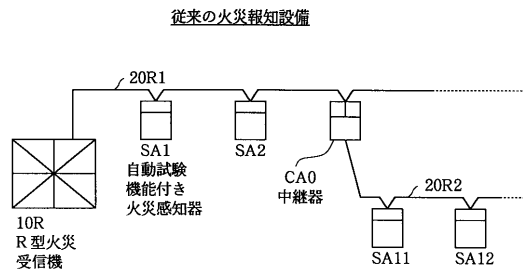 従来の火災報知設備
20R1
SA1
自動試験
機能付き
火災感知器
SA2
CA0
中継器
20R2
10R
R型火災
受信機
SA11
SA12